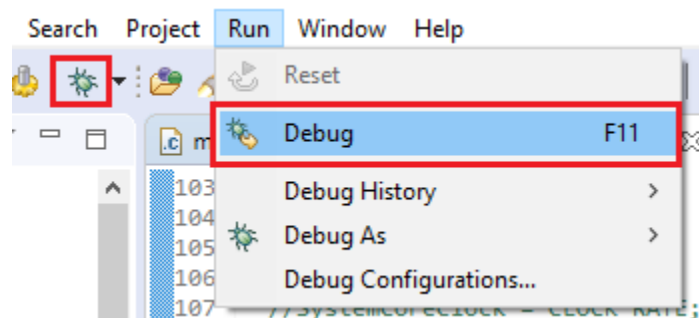 Search Project Run Window Help
Reset
.c m
Debug F11
103
Debug History
104
Debug As
105
106
Debug Configurations...
107 //SystemCoreClock = CLOCK_RATE;